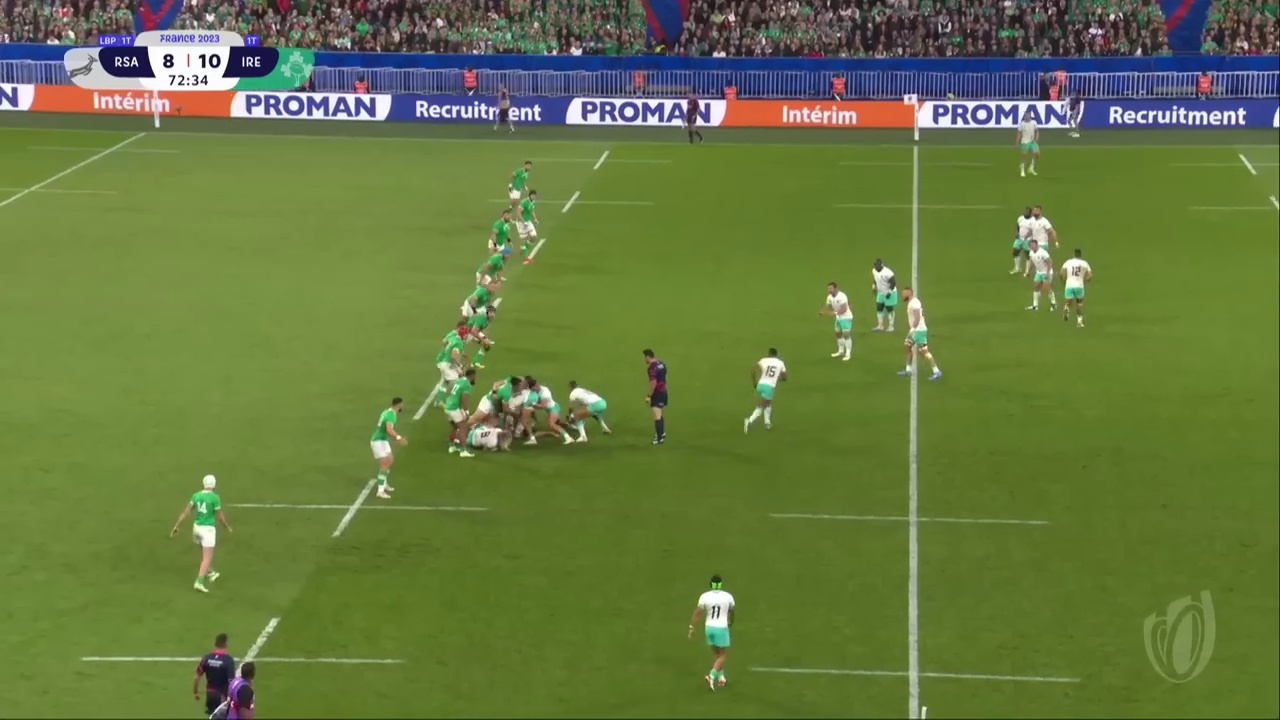 LBP 1T FRANCE 2023 1T
RSA 8 | 10 IRE
72:34
N Intérim PROMAN Recruitment PROMAN Intérim PROMAN Recruitment
12
15
14
11